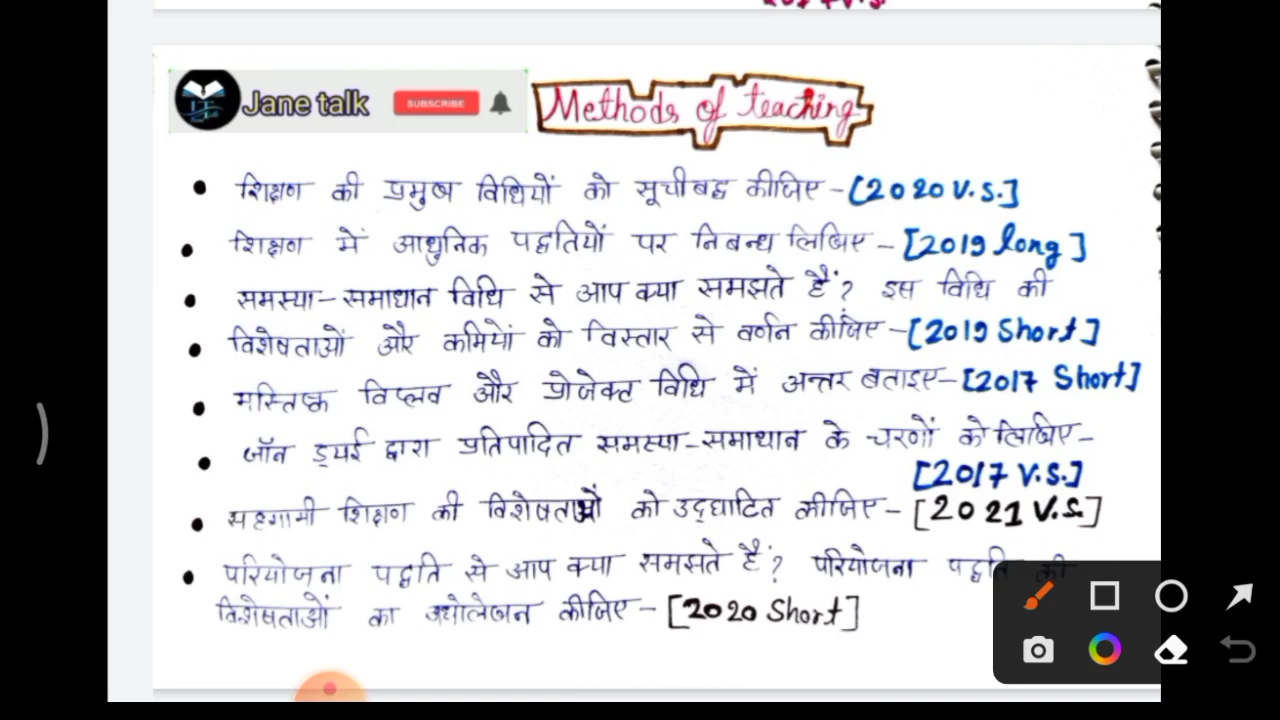 Jane talk
SUBSCRIBE
Methods of teaching
शिक्षण की प्रमुख विधियों को सूचीबद्ध कीजिए - [2020 V.S.]
शिक्षण में आधुनिक पद्धतियों पर निबन्ध लिखिए - [2019 long]
समस्या-समाधान विधि से आप क्या समझते हैं? इस विधि की
विशेषताओं और कमियों को विस्तार से वर्णन कीजिए - [2019 Short]
मस्तिष्क विप्लव और प्रोजेक्ट विधि में अन्तर बताइए - [2017 Short]
जॉन ड्यूई द्वारा प्रतिपादित समस्या-समाधान के चरणों को लिखिए -
[2017 V.S.]
सहगामी शिक्षण की विशेषताओं को उद्घाटित कीजिए - [2021 V.S.]
परियोजना पद्धति से आप क्या समझते हैं? परियोजना पद्धति की
विशेषताओं का कीजिए - [2020 Short]